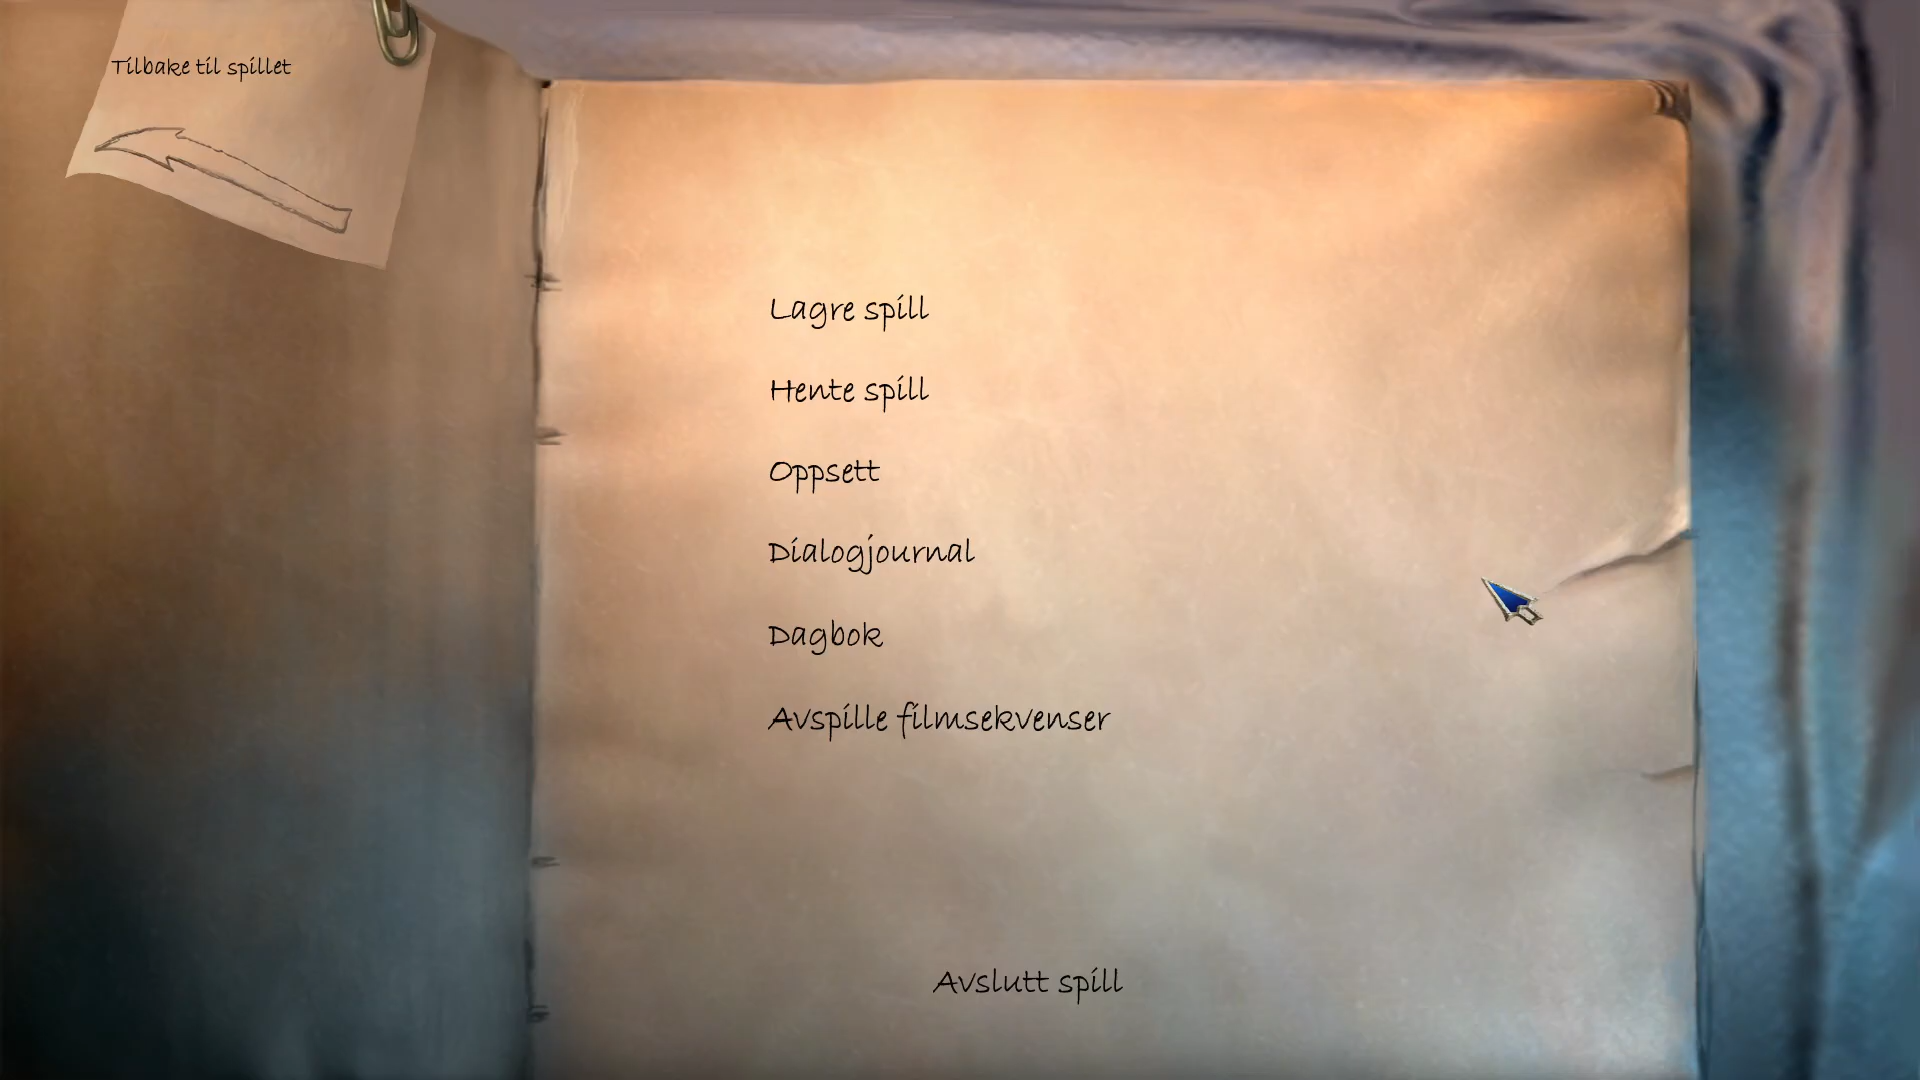 Tilbake til spillet
Lagre spill
Hente spill
Oppsett
Dialogjournal
Dagbok
Avspille filmsekvenser
Avslutt spill